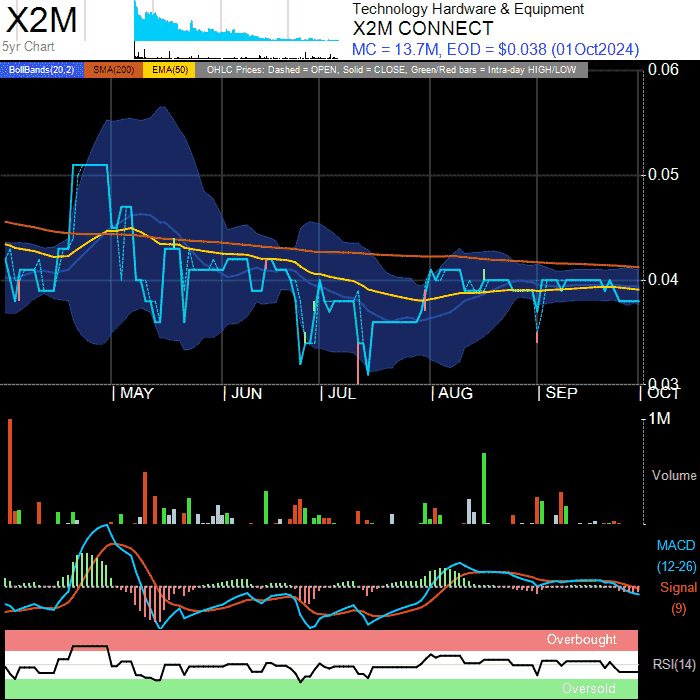 X2M
5yr Chart
Technology Hardware & Equipment
X2M CONNECT
MC = 13.7M, EOD = $0.038 (01Oct2024)
BollBands(20,2) SMA(200) EMA(50) OHLC Prices: Dashed = OPEN, Solid = CLOSE, Green/Red bars = Intra-day HIGH/LOW
0.06
0.05
0.04
0.03
MAY JUN JUL AUG SEP OCT
1M
Volume
MACD
(12-26)
Signal
(9)
Overbought
RSI(14)
Oversold